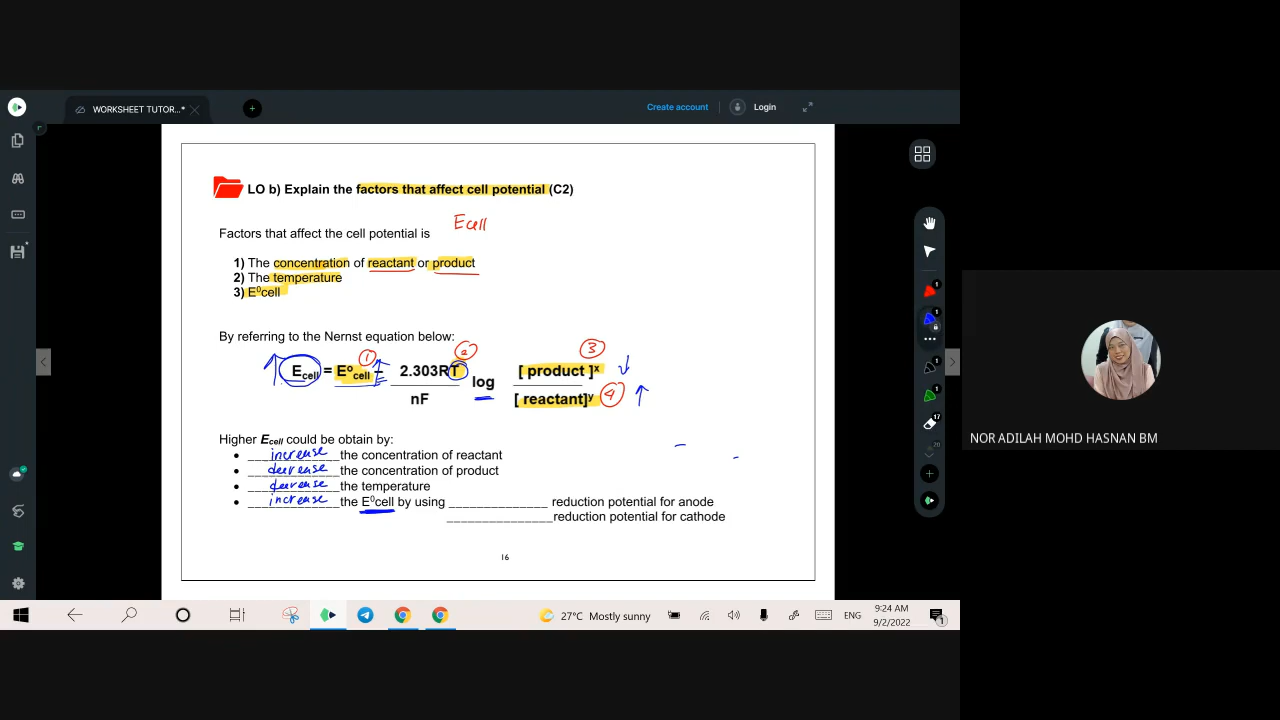 WORKSHEET TUTOR...*
Create account
Login
LO b) Explain the factors that affect cell potential (C2)
Ecell
Factors that affect the cell potential is
1) The concentration of reactant or product
2) The temperature
3) E⁰cell
By referring to the Nernst equation below:
① ② ③
Ecell = Eºcell – 2.303RT log [ product ]ˣ
nF [ reactant]ʸ ④
Higher Ecell could be obtain by:
• increase the concentration of reactant
• decrease the concentration of product
• decrease the temperature
• increase the E⁰cell by using ______________ reduction potential for anode
_______________reduction potential for cathode
16
NOR ADILAH MOHD HASNAN BM
27°C Mostly sunny
ENG
9:24 AM
9/2/2022